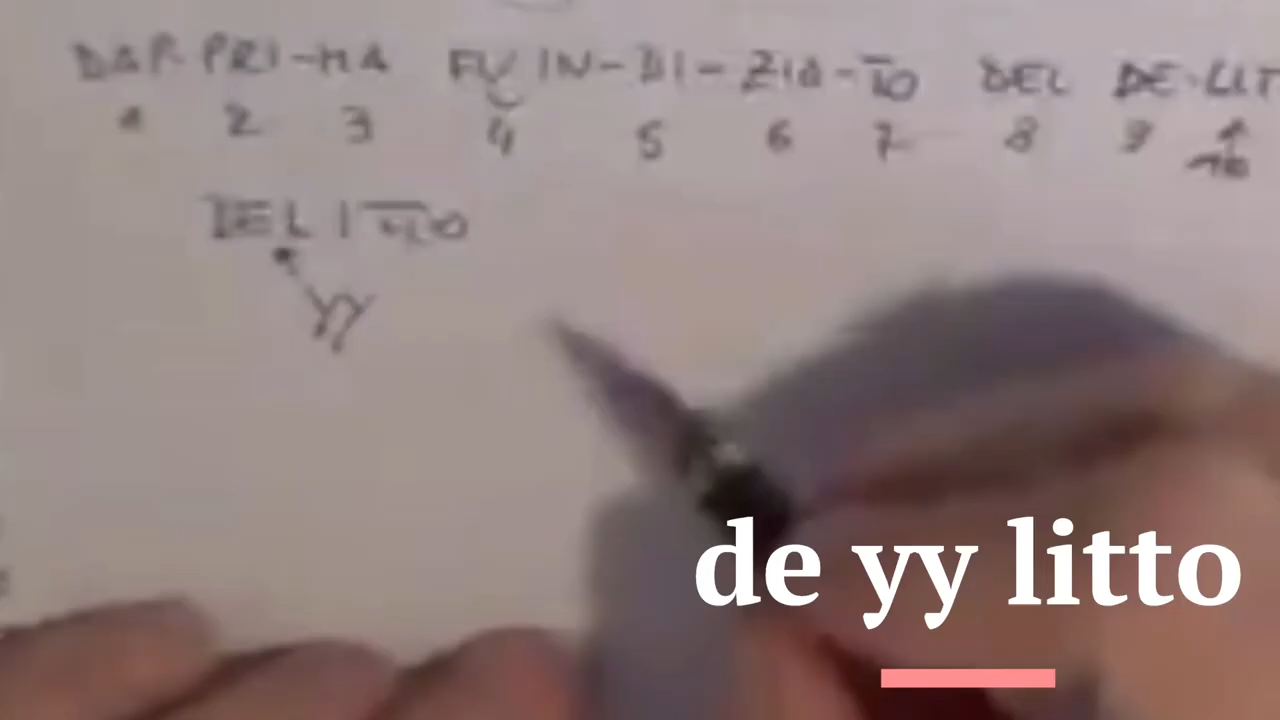 DAP PRI-MA FU IN-DI-ZIA-TO DEL DE-LIT
1 2 3 4 5 6 7 8 9 10
DELITTO
yy
de yy litto